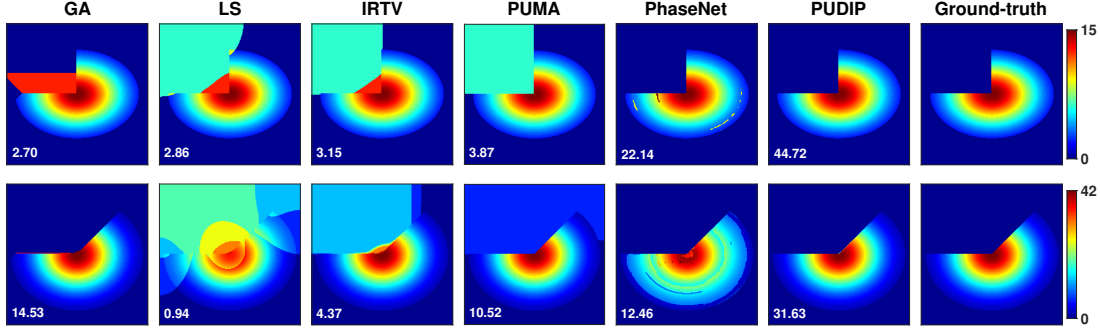 GA LS IRTV PUMA PhaseNet PUDIP Ground-truth
15
2.70 2.86 3.15 3.87 22.14 44.72
0
42
14.53 0.94 4.37 10.52 12.46 31.63
0